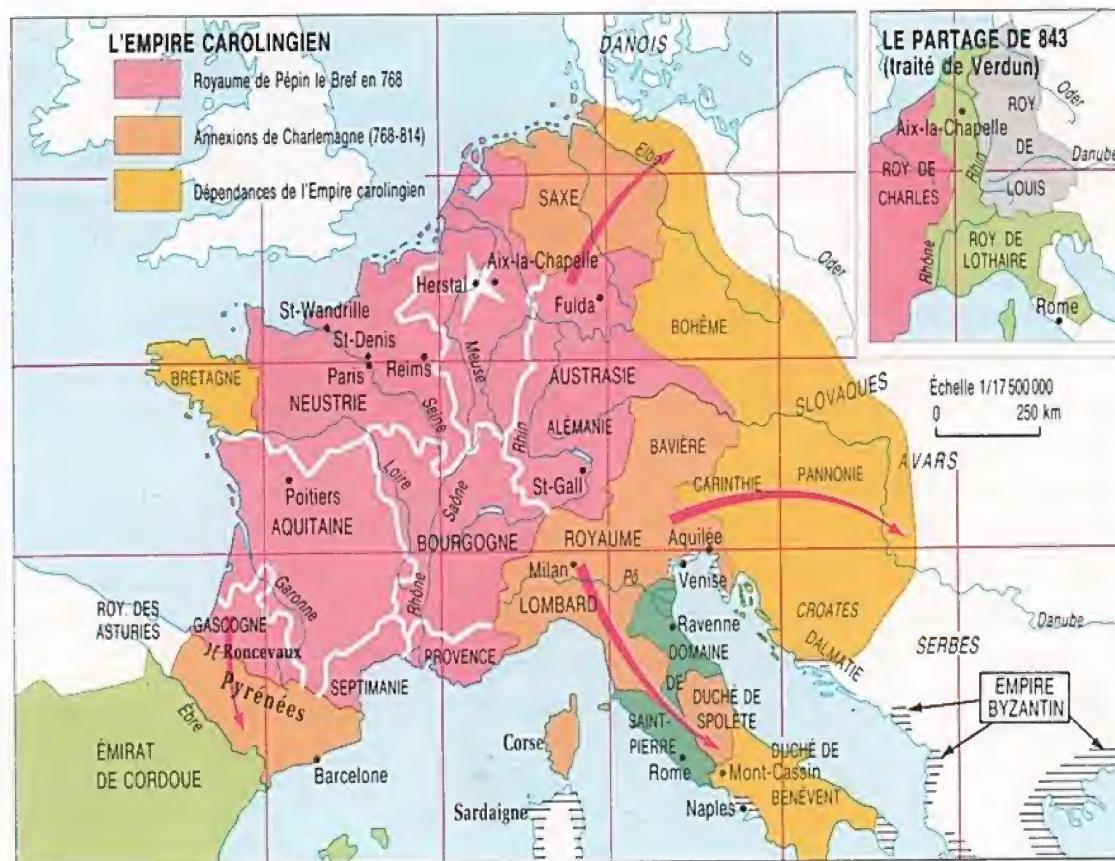 L'EMPIRE CAROLINGIEN
Royaume de Pépin le Bref en 768
Annexions de Charlemagne (768-814)
Dépendances de l'Empire carolingien
DANOIS
LE PARTAGE DE 843
(traité de Verdun)
Oder
ROY
DE
LOUIS
Aix-la-Chapelle
Rhin
Danube
ROY DE
CHARLES
Rhône
ROY DE
LOTHAIRE
Rome
Échelle 1/17 500 000
0 250 km
Elbe
SAXE
Oder
Aix-la-Chapelle
Herstal
Fulda
St-Wandrille
St-Denis
Paris
Reims
Meuse
BOHÊME
BRETAGNE
NEUSTRIE
Seine
AUSTRASIE
SLOVAQUES
ALÉMANIE
Rhin
BAVIÈRE
AVARS
Loire
Saône
St-Gall
CARINTHIE
PANNONIE
Poitiers
AQUITAINE
BOURGOGNE
ROYAUME
LOMBARD
Aquilée
Milan
Pô
Venise
Garonne
Rhône
ROY. DES
ASTURIES
GASCOGNE
Roncevaux
PROVENCE
Ravenne
CROATES
DALMATIE
Danube
SERBES
Pyrénées
SEPTIMANIE
DOMAINE
DE
SAINT-
PIERRE
DUCHÉ DE
SPOLÈTE
EMPIRE
BYZANTIN
Èbre
ÉMIRAT
DE CORDOUE
Barcelone
Corse
Rome
DUCHÉ DE
BÉNÉVENT
Mont-Cassin
Sardaigne
Naples